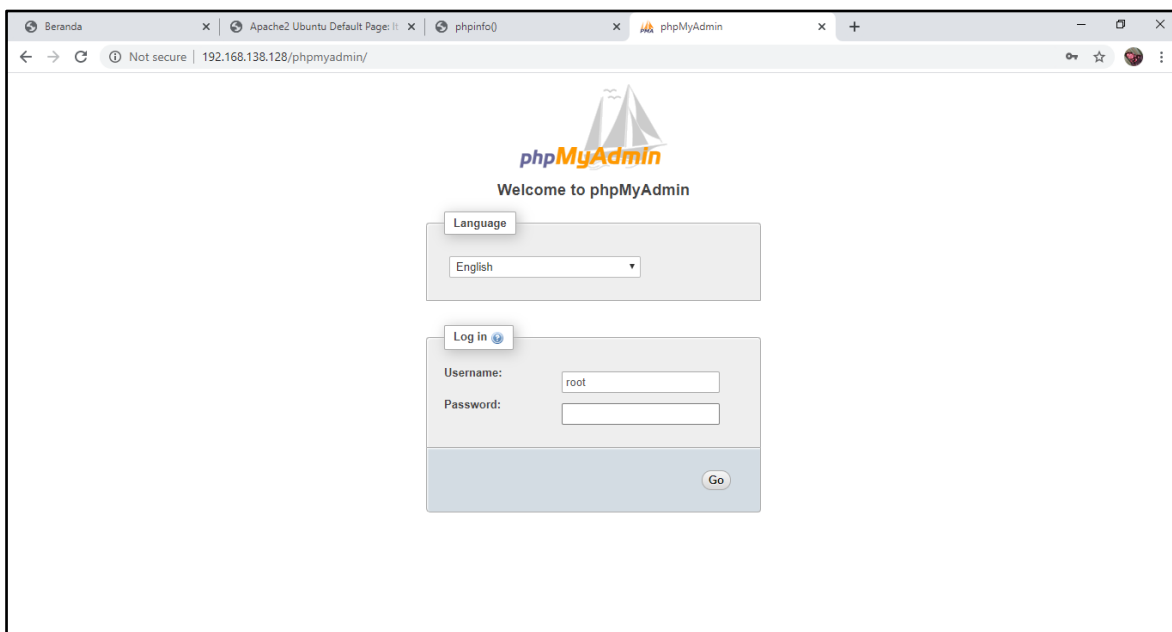 Beranda
Apache2 Ubuntu Default Page: It
phpinfo()
phpMyAdmin
Not secure | 192.168.138.128/phpmyadmin/
phpMyAdmin
Welcome to phpMyAdmin
Language
English
Log in
Username:
root
Password:
Go